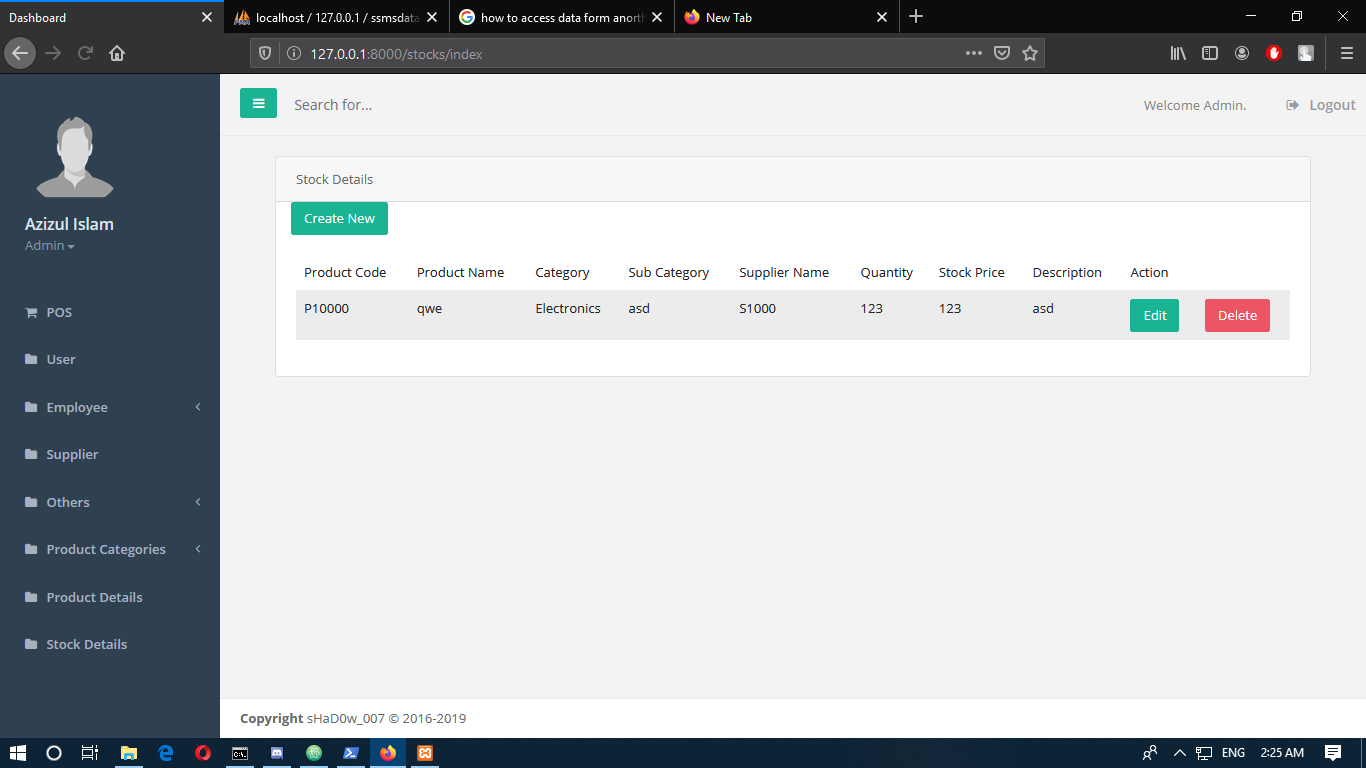 Dashboard
localhost / 127.0.0.1 / ssmsdata
how to access data form anorth
New Tab
127.0.0.1:8000/stocks/index
Search for...
Welcome Admin.
Logout
Azizul Islam
Admin
POS
User
Employee
Supplier
Others
Product Categories
Product Details
Stock Details
Stock Details
Create New
Product Code Product Name Category Sub Category Supplier Name Quantity Stock Price Description Action
P10000 qwe Electronics asd S1000 123 123 asd Edit Delete
Copyright sHaD0w_007 © 2016-2019
ENG 2:25 AM